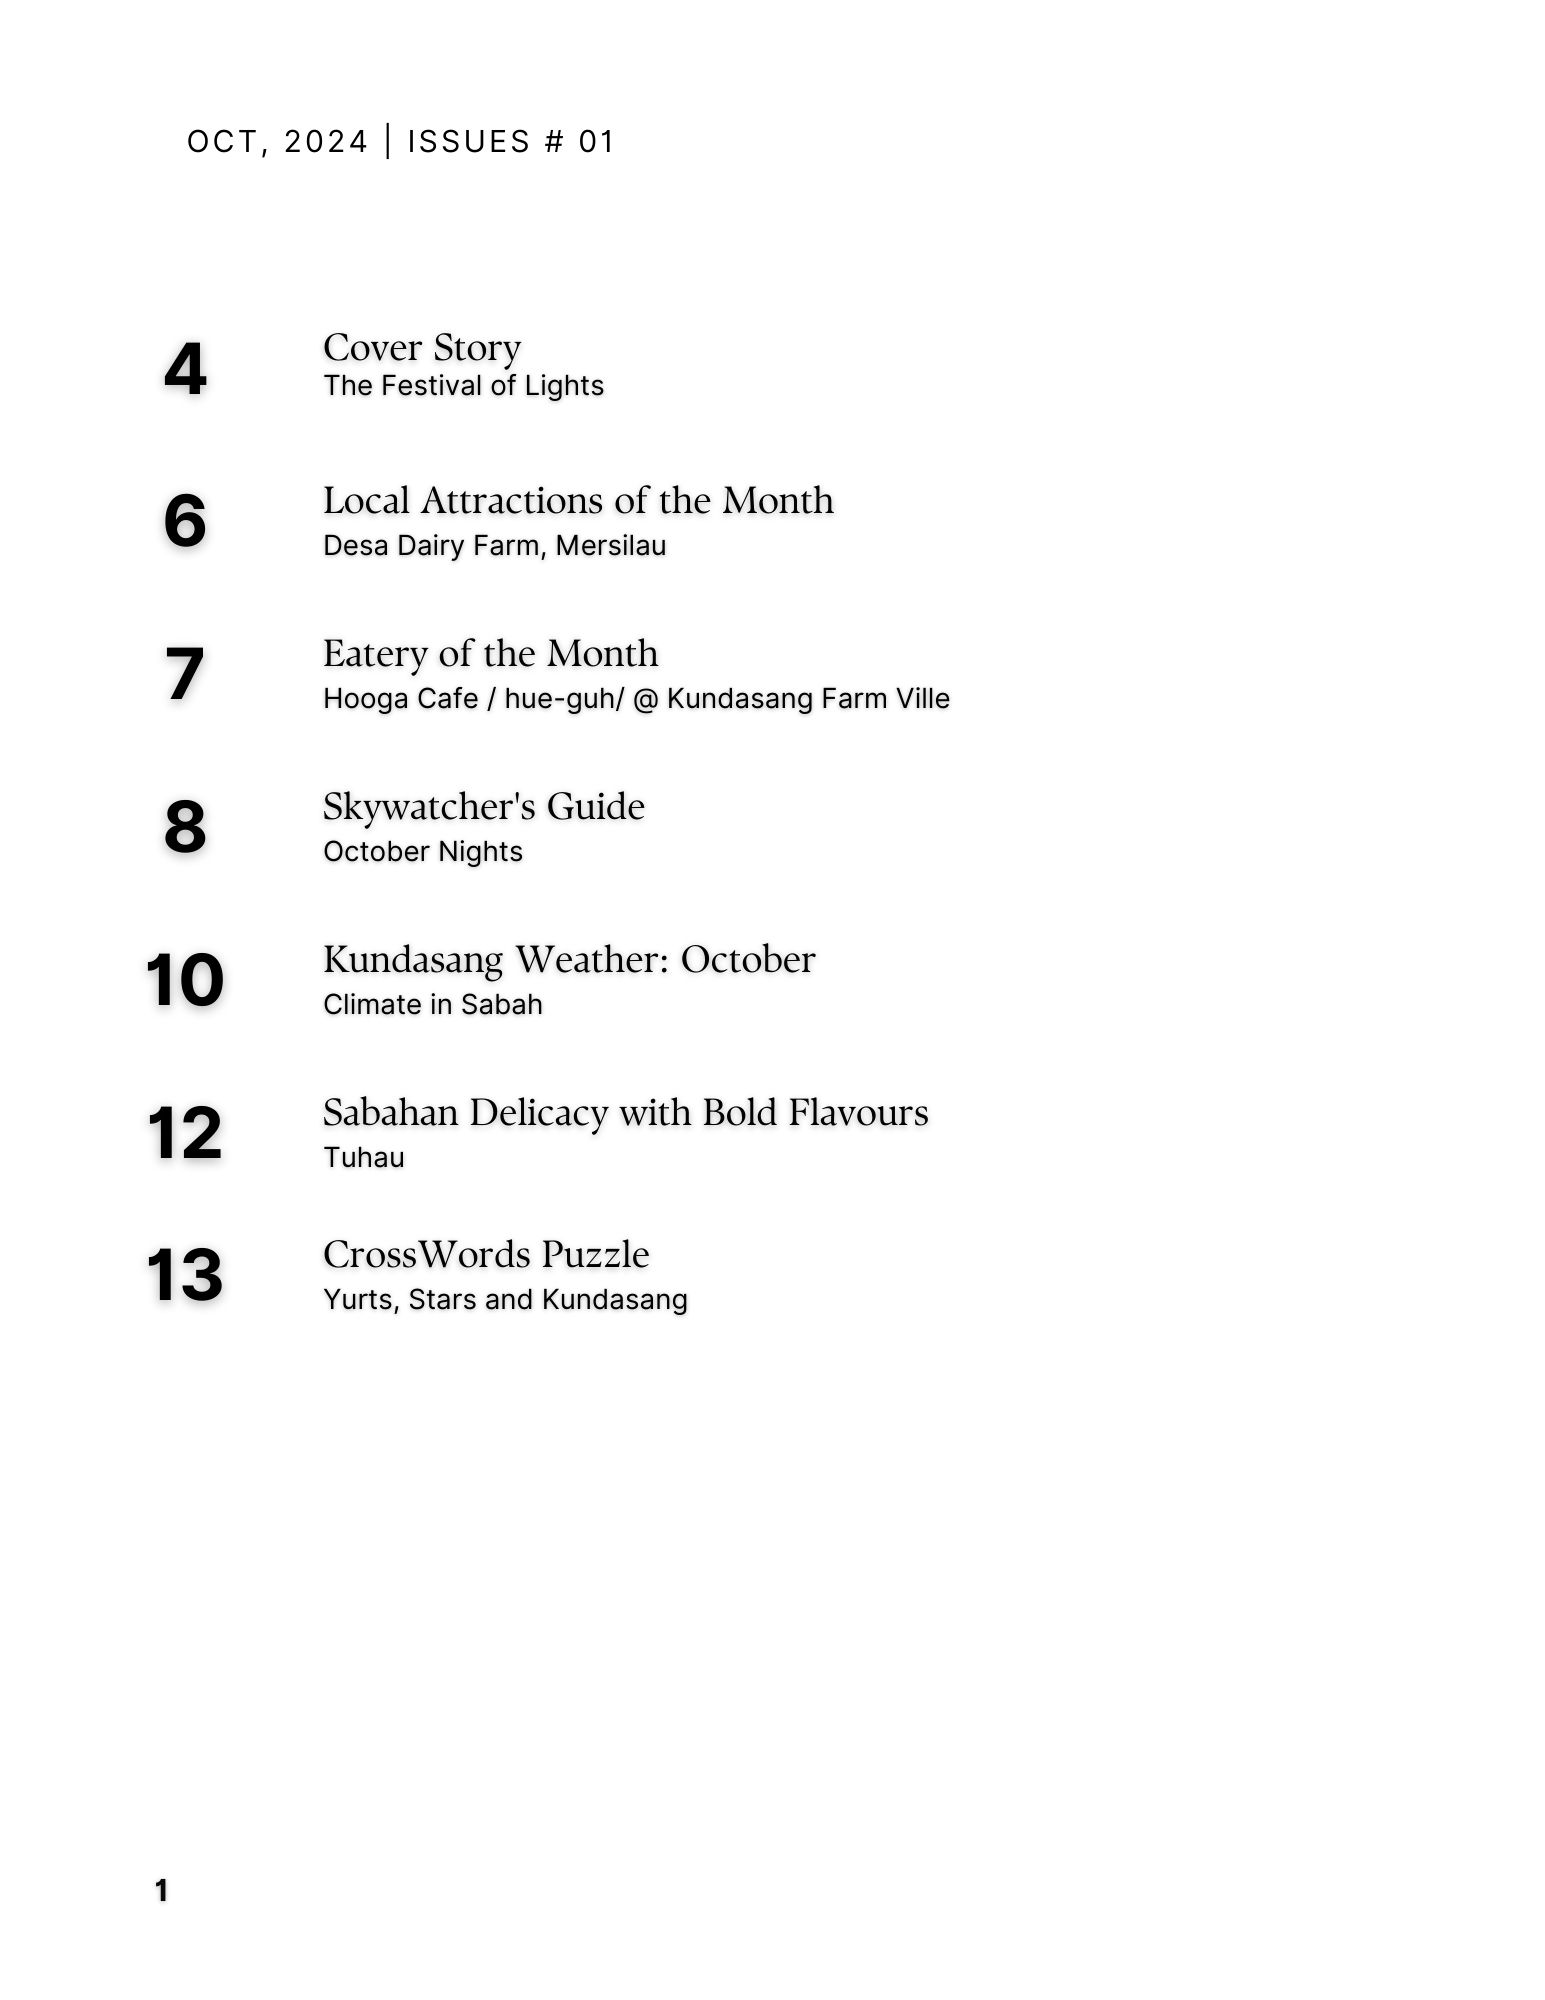 OCT, 2024 | ISSUES # 01
4
Cover Story
The Festival of Lights
6
Local Attractions of the Month
Desa Dairy Farm, Mersilau
7
Eatery of the Month
Hooga Cafe / hue-guh/ @ Kundasang Farm Ville
8
Skywatcher's Guide
October Nights
10
Kundasang Weather: October
Climate in Sabah
12
Sabahan Delicacy with Bold Flavours
Tuhau
13
CrossWords Puzzle
Yurts, Stars and Kundasang
1